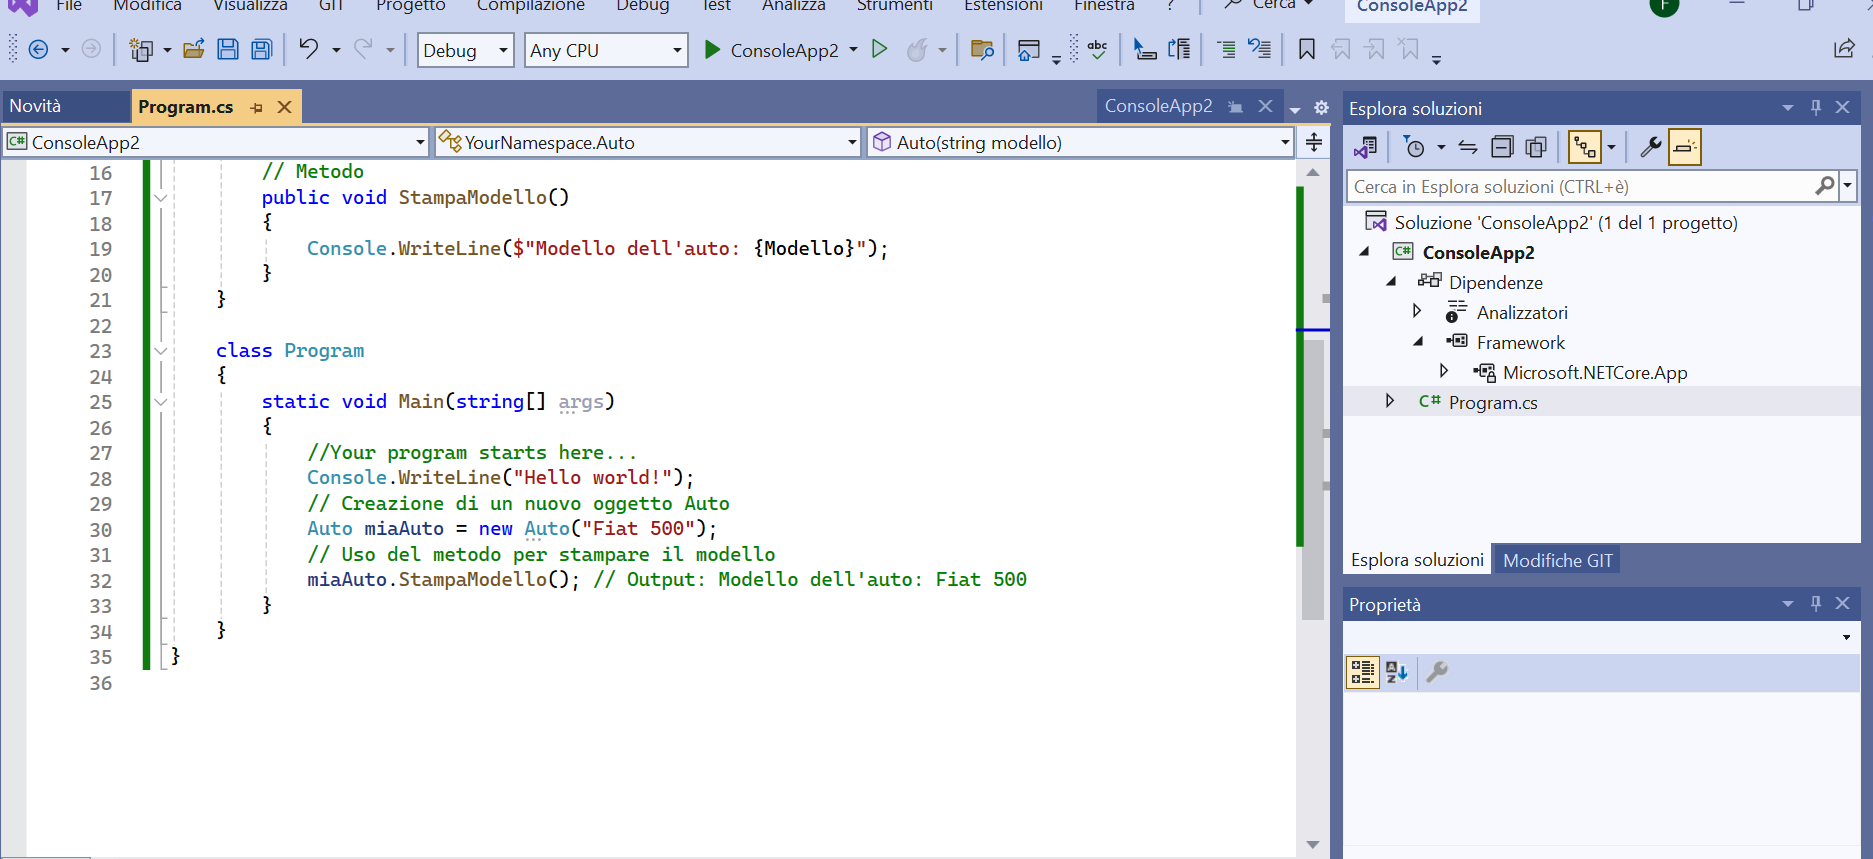 File Modifica Visualizza GIT Progetto Compilazione Debug Test Analizza Strumenti Estensioni Finestra ? Cerca ConsoleApp2 F
Debug Any CPU ConsoleApp2 abc
Novità Program.cs ConsoleApp2
C# ConsoleApp2 YourNamespace.Auto Auto(string modello)
16 // Metodo
17 public void StampaModello()
18 {
19 Console.WriteLine($"Modello dell'auto: {Modello}");
20 }
21 }
22
23 class Program
24 {
25 static void Main(string[] args)
26 {
27 //Your program starts here...
28 Console.WriteLine("Hello world!");
29 // Creazione di un nuovo oggetto Auto
30 Auto miaAuto = new Auto("Fiat 500");
31 // Uso del metodo per stampare il modello
32 miaAuto.StampaModello(); // Output: Modello dell'auto: Fiat 500
33 }
34 }
35 }
36
Esplora soluzioni
Cerca in Esplora soluzioni (CTRL+è)
Soluzione 'ConsoleApp2' (1 del 1 progetto)
C# ConsoleApp2
Dipendenze
Analizzatori
Framework
Microsoft.NETCore.App
C# Program.cs
Esplora soluzioni Modifiche GIT
Proprietà
A
Z